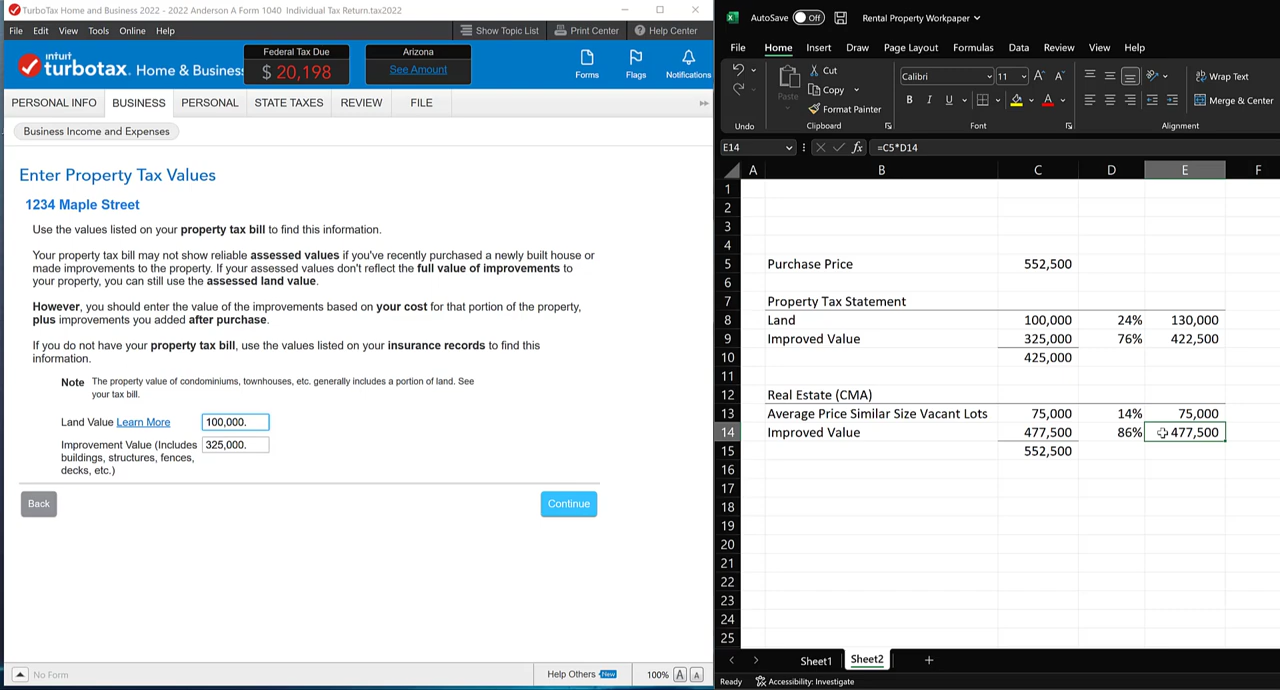 TurboTax Home and Business 2022 - 2022 Anderson A Form 1040 Individual Tax Return.tax2022
File Edit View Tools Online Help
Show Topic List Print Center Help Center
intuit
turbotax. Home & Busines
Federal Tax Due
$ 20,198
Arizona
See Amount
Forms Flags Notifications
PERSONAL INFO BUSINESS PERSONAL STATE TAXES REVIEW FILE
Business Income and Expenses
Enter Property Tax Values
1234 Maple Street
Use the values listed on your property tax bill to find this information.
Your property tax bill may not show reliable assessed values if you've recently purchased a newly built house or
made improvements to the property. If your assessed values don't reflect the full value of improvements to
your property, you can still use the assessed land value.
However, you should enter the value of the improvements based on your cost for that portion of the property,
plus improvements you added after purchase.
If you do not have your property tax bill, use the values listed on your insurance records to find this
information.
Note The property value of condominiums, townhouses, etc. generally includes a portion of land. See
your tax bill.
Land Value Learn More 100,000.
Improvement Value (Includes 325,000.
buildings, structures, fences,
decks, etc.)
Back Continue
No Form Help Others New 100% A A
AutoSave Off Rental Property Workpaper
File Home Insert Draw Page Layout Formulas Data Review View Help
Paste
Cut
Copy
Format Painter
Calibri 11 A A
B I U A
Wrap Text
Merge & Center
Undo Clipboard Font Alignment
E14 fx =C5*D14
A B C D E F
1
2
3
4
5 Purchase Price 552,500
6
7 Property Tax Statement
8 Land 100,000 24% 130,000
9 Improved Value 325,000 76% 422,500
10 425,000
11
12 Real Estate (CMA)
13 Average Price Similar Size Vacant Lots 75,000 14% 75,000
14 Improved Value 477,500 86% 477,500
15 552,500
16
17
18
19
20
21
22
23
24
25
Sheet1 Sheet2
Ready Accessibility: Investigate